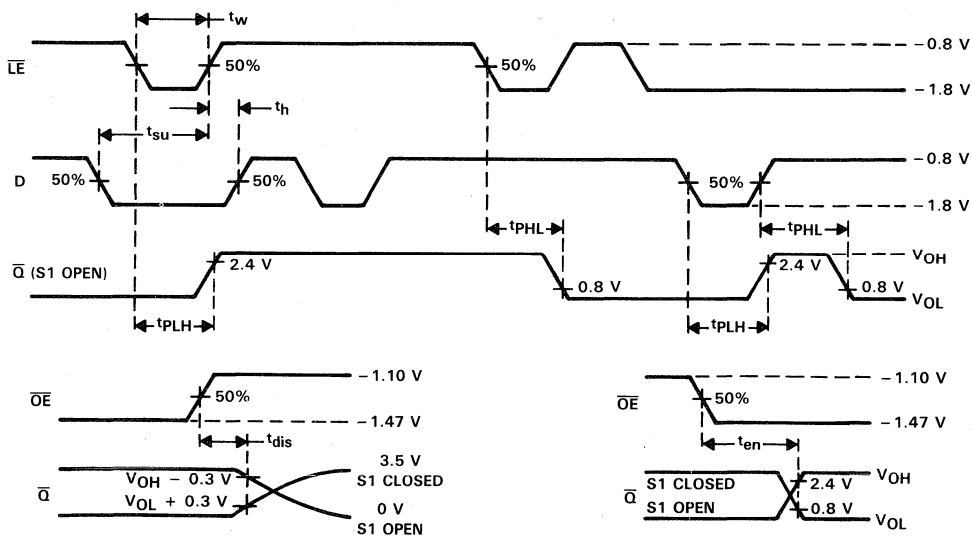 tw
LE
50%
50%
−0.8 V
−1.8 V
th
tsu
D
50%
50%
50%
−0.8 V
−1.8 V
tPHL
tPHL
Q (S1 OPEN)
2.4 V
0.8 V
2.4 V
0.8 V
VOH
VOL
tPLH
tPLH
OE
50%
−1.10 V
−1.47 V
tdis
Q
VOH − 0.3 V
VOL + 0.3 V
3.5 V
S1 CLOSED
0 V
S1 OPEN
OE
50%
−1.10 V
−1.47 V
ten
Q
S1 CLOSED
S1 OPEN
2.4 V
0.8 V
VOH
VOL